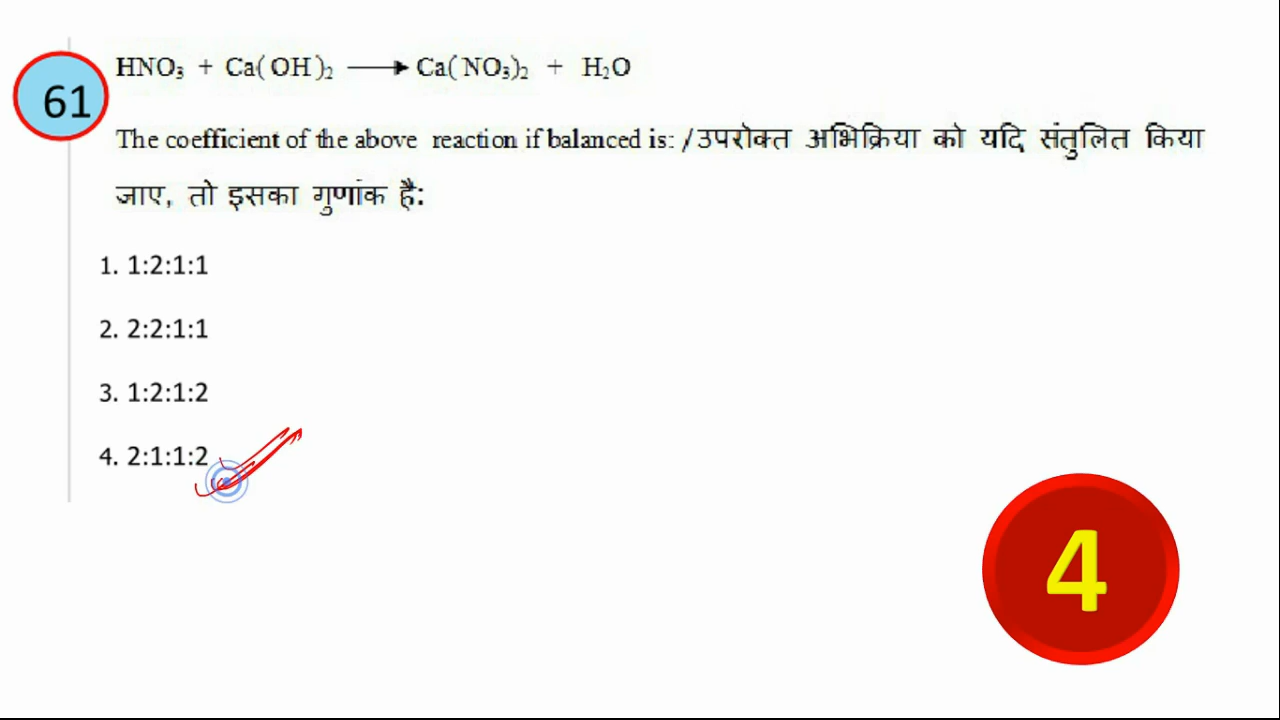 61
HNO₃ + Ca(OH)₂ ⟶ Ca(NO₃)₂ + H₂O
The coefficient of the above reaction if balanced is: /उपरोक्त अभिक्रिया को यदि संतुलित किया
जाए, तो इसका गुणांक है:
1. 1:2:1:1
2. 2:2:1:1
3. 1:2:1:2
4. 2:1:1:2
4